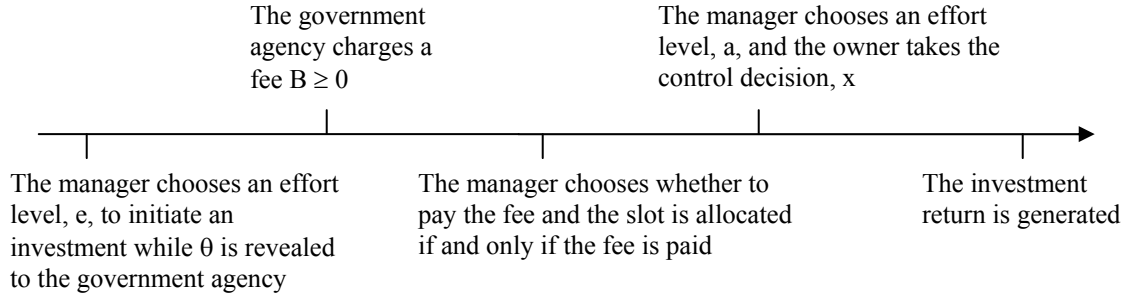 The government
agency charges a
fee B ≥ 0
The manager chooses an effort
level, a, and the owner takes the
control decision, x
The manager chooses an effort
level, e, to initiate an
investment while θ is revealed
to the government agency
The manager chooses whether to
pay the fee and the slot is allocated
if and only if the fee is paid
The investment
return is generated